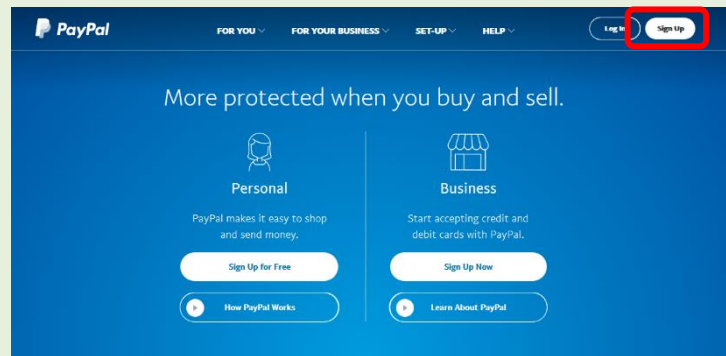 PayPal FOR YOU FOR YOUR BUSINESS SET-UP HELP Log In Sign Up
More protected when you buy and sell.
Personal
PayPal makes it easy to shop
and send money.
Sign Up for Free
How PayPal Works
Business
Start accepting credit and
debit cards with PayPal.
Sign Up Now
Learn About PayPal